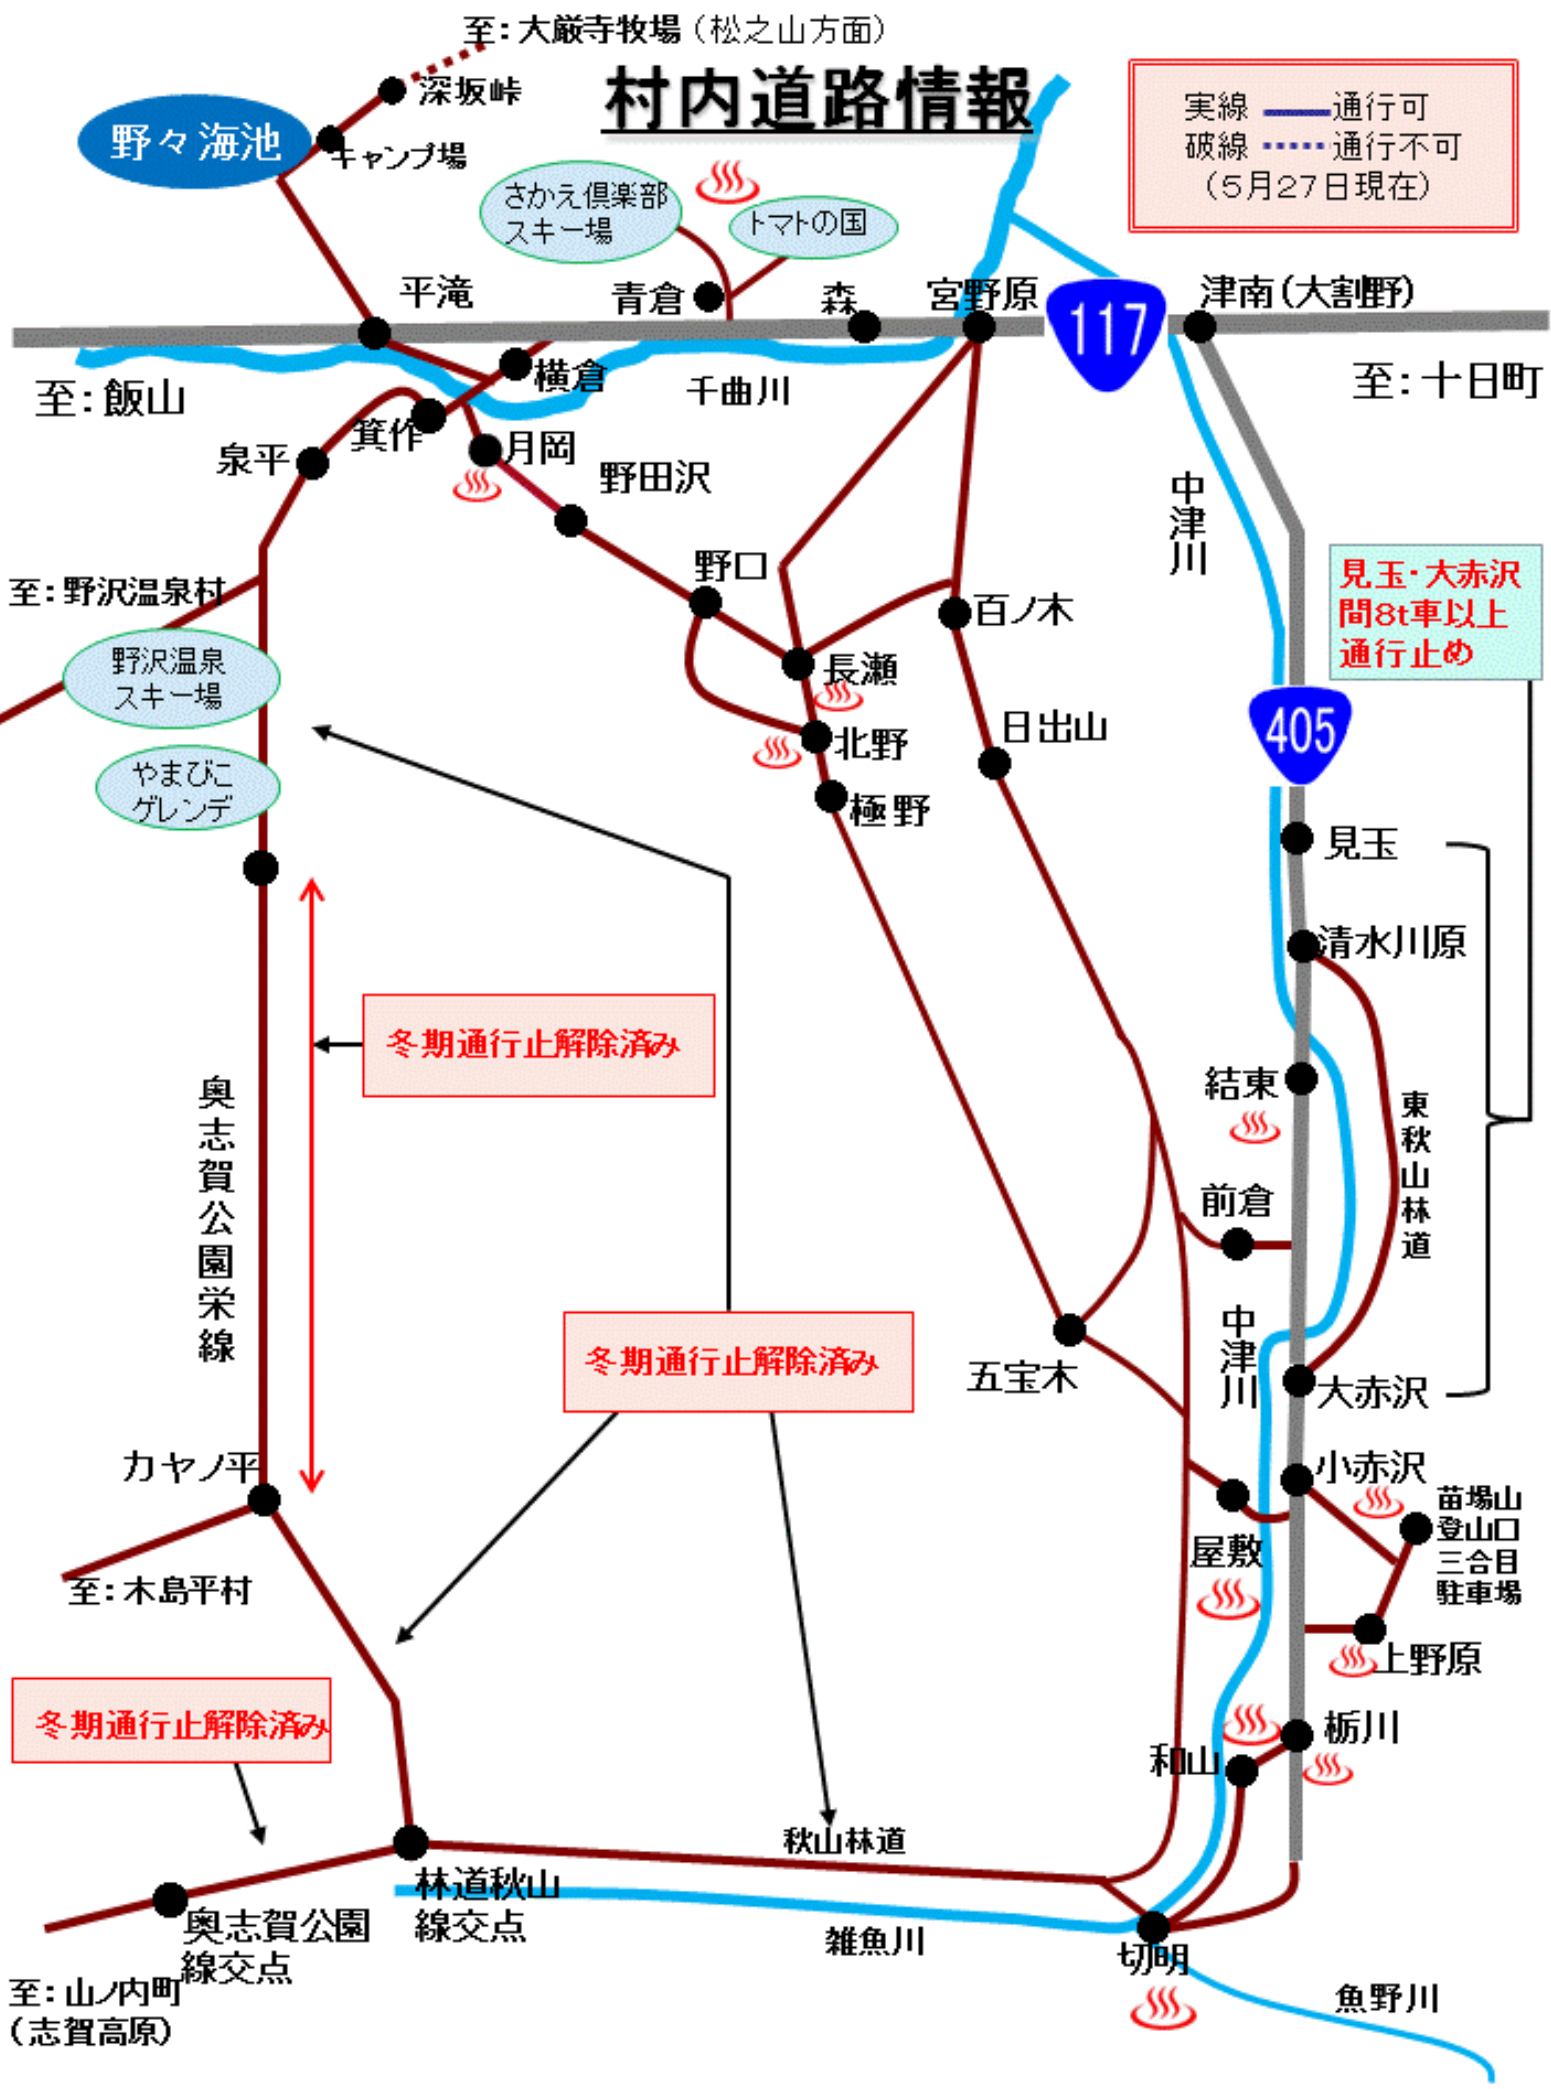 至：大厳寺牧場（松之山方面）
村内道路情報
実線 通行可
破線 通行不可
（５月２７日現在）
深坂峠
野々海池
キャンプ場
さかえ倶楽部
スキー場
トマトの国
平滝
青倉
森
宮野原
117
津南（大割野）
至：飯山
横倉
千曲川
至：十日町
箕作
泉平
月岡
野田沢
中津川
至：野沢温泉村
野口
百ノ木
見玉・大赤沢
間８ｔ車以上
通行止め
野沢温泉
スキー場
長瀬
405
日出山
北野
やまびこ
ゲレンデ
極野
見玉
清水川原
冬期通行止解除済み
結東
奥志賀公園栄線
東秋山林道
前倉
中津川
冬期通行止解除済み
五宝木
大赤沢
カヤノ平
小赤沢
苗場山
登山口
三合目
駐車場
至：木島平村
屋敷
上野原
冬期通行止解除済み
栃川
和山
秋山林道
林道秋山
線交点
奥志賀公園
線交点
雑魚川
切明
至：山ノ内町
（志賀高原）
魚野川